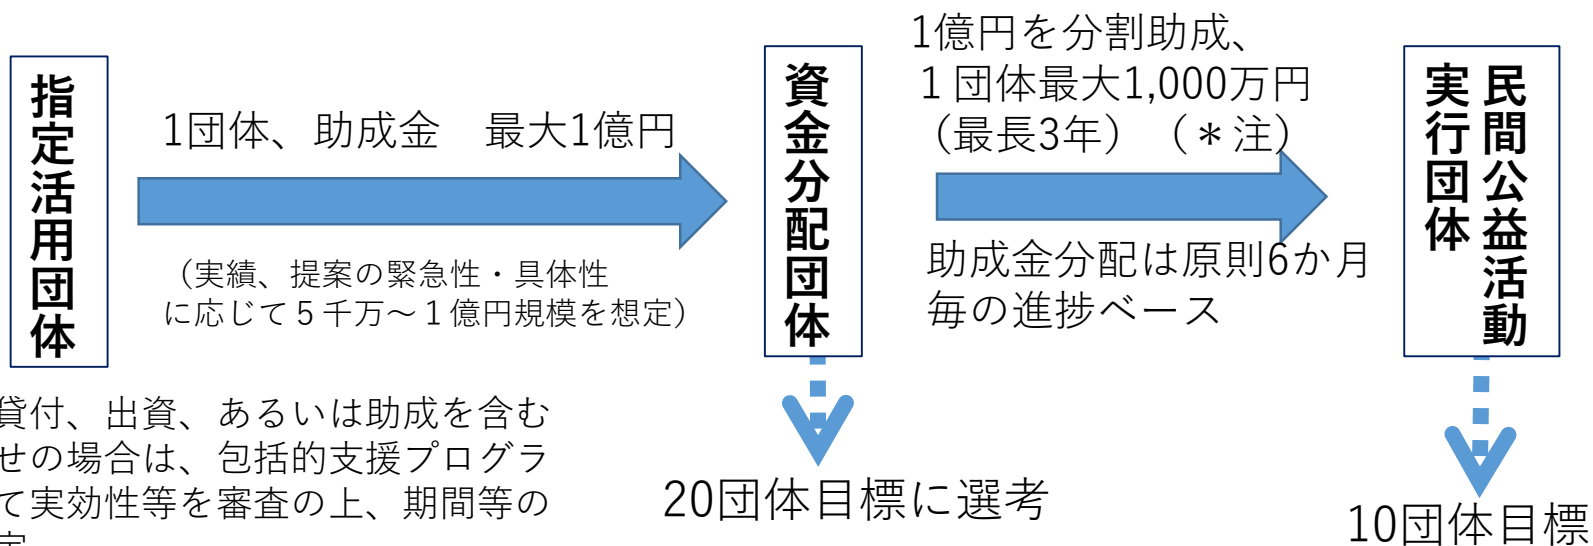 指定活用団体
1団体、助成金　最大1億円
（実績、提案の緊急性・具体性
に応じて５千万～１億円規模を想定）
資金分配団体
1億円を分割助成、
１団体最大1,000万円
（最長3年）（＊注）
助成金分配は原則6か月
毎の進捗ベース
民間公益活動
実行団体
貸付、出資、あるいは助成を含む
せの場合は、包括的支援プログラ
て実効性等を審査の上、期間等の
20団体目標に選考
10団体目標